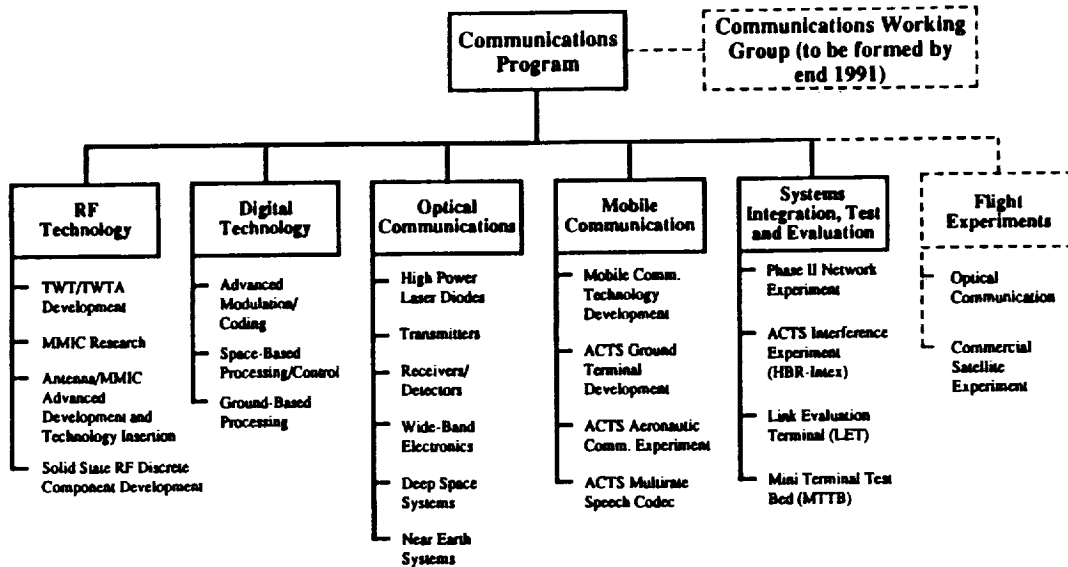 Communications
Program
Communications Working
Group (to be formed by
end 1991)
RF
Technology
TWT/TWTA
Development
MMIC Research
Antenna/MMIC
Advanced
Development and
Technology Insertion
Solid State RF Discrete
Component Development
Digital
Technology
Advanced
Modulation/
Coding
Space-Based
Processing/Control
Ground-Based
Processing
Optical
Communications
High Power
Laser Diodes
Transmitters
Receivers/
Detectors
Wide-Band
Electronics
Deep Space
Systems
Near Earth
Systems
Mobile
Communication
Mobile Comm.
Technology
Development
ACTS Ground
Terminal
Development
ACTS Aeronautic
Comm. Experiment
ACTS Multirate
Speech Codec
Systems
Integration, Test
and Evaluation
Phase II Network
Experiment
ACTS Interference
Experiment
(HBR-Intex)
Link Evaluation
Terminal (LET)
Mini Terminal Test
Bed (MTTB)
Flight
Experiments
Optical
Communication
Commercial
Satellite
Experiment